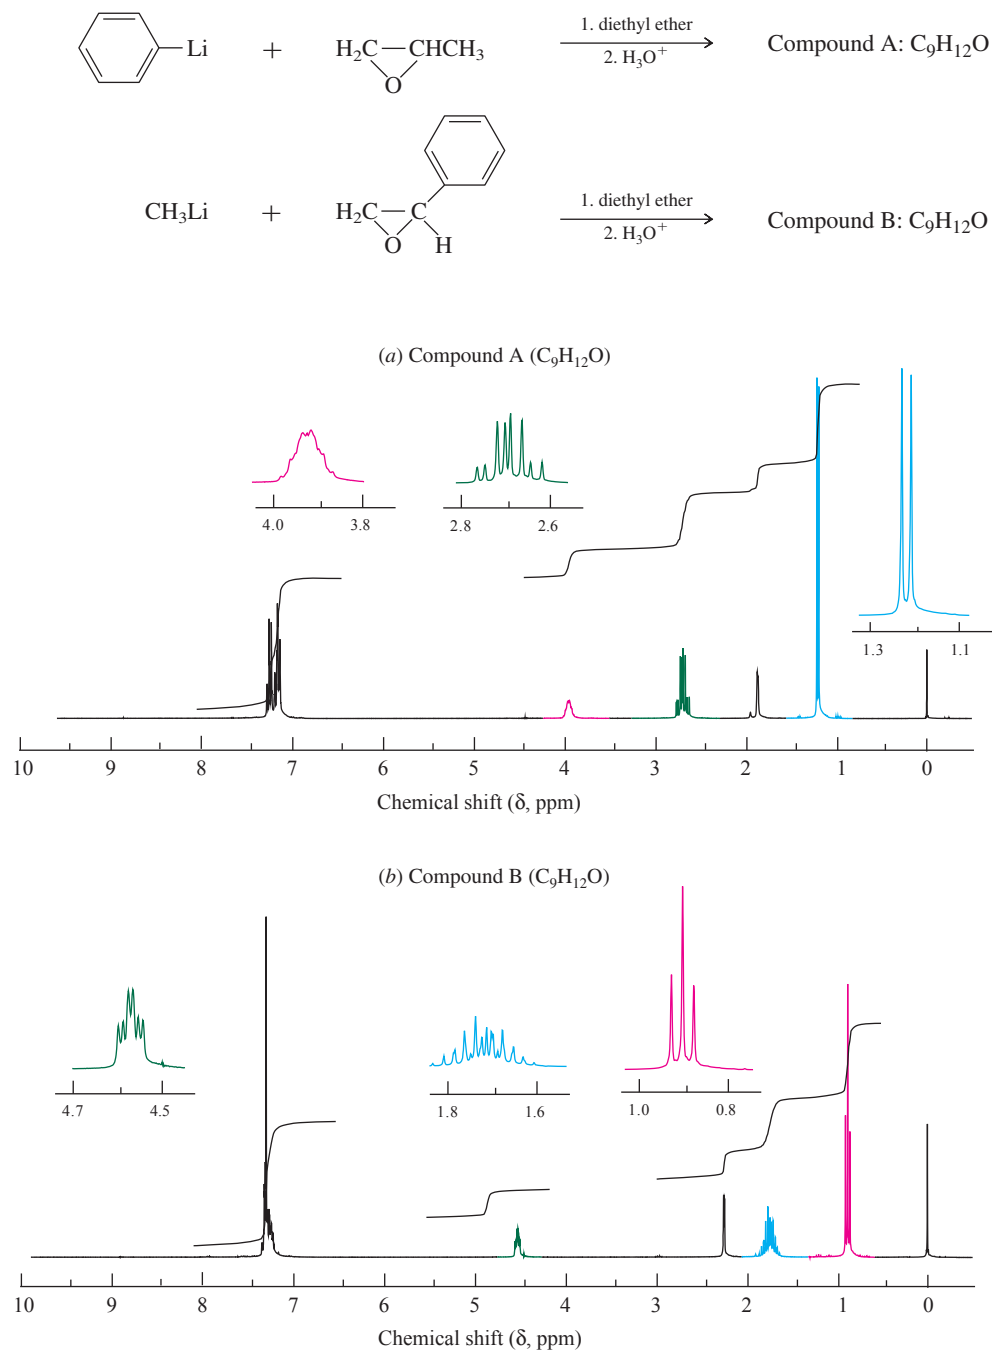 Li + H₂C CHCH₃ O 1. diethyl ether 2. H₃O⁺ Compound A: C₉H₁₂O
CH₃Li + H₂C C O H 1. diethyl ether 2. H₃O⁺ Compound B: C₉H₁₂O
(a) Compound A (C₉H₁₂O)
4.0 3.8
2.8 2.6
1.3 1.1
10 9 8 7 6 5 4 3 2 1 0
Chemical shift (δ, ppm)
(b) Compound B (C₉H₁₂O)
4.7 4.5
1.8 1.6
1.0 0.8
10 9 8 7 6 5 4 3 2 1 0
Chemical shift (δ, ppm)